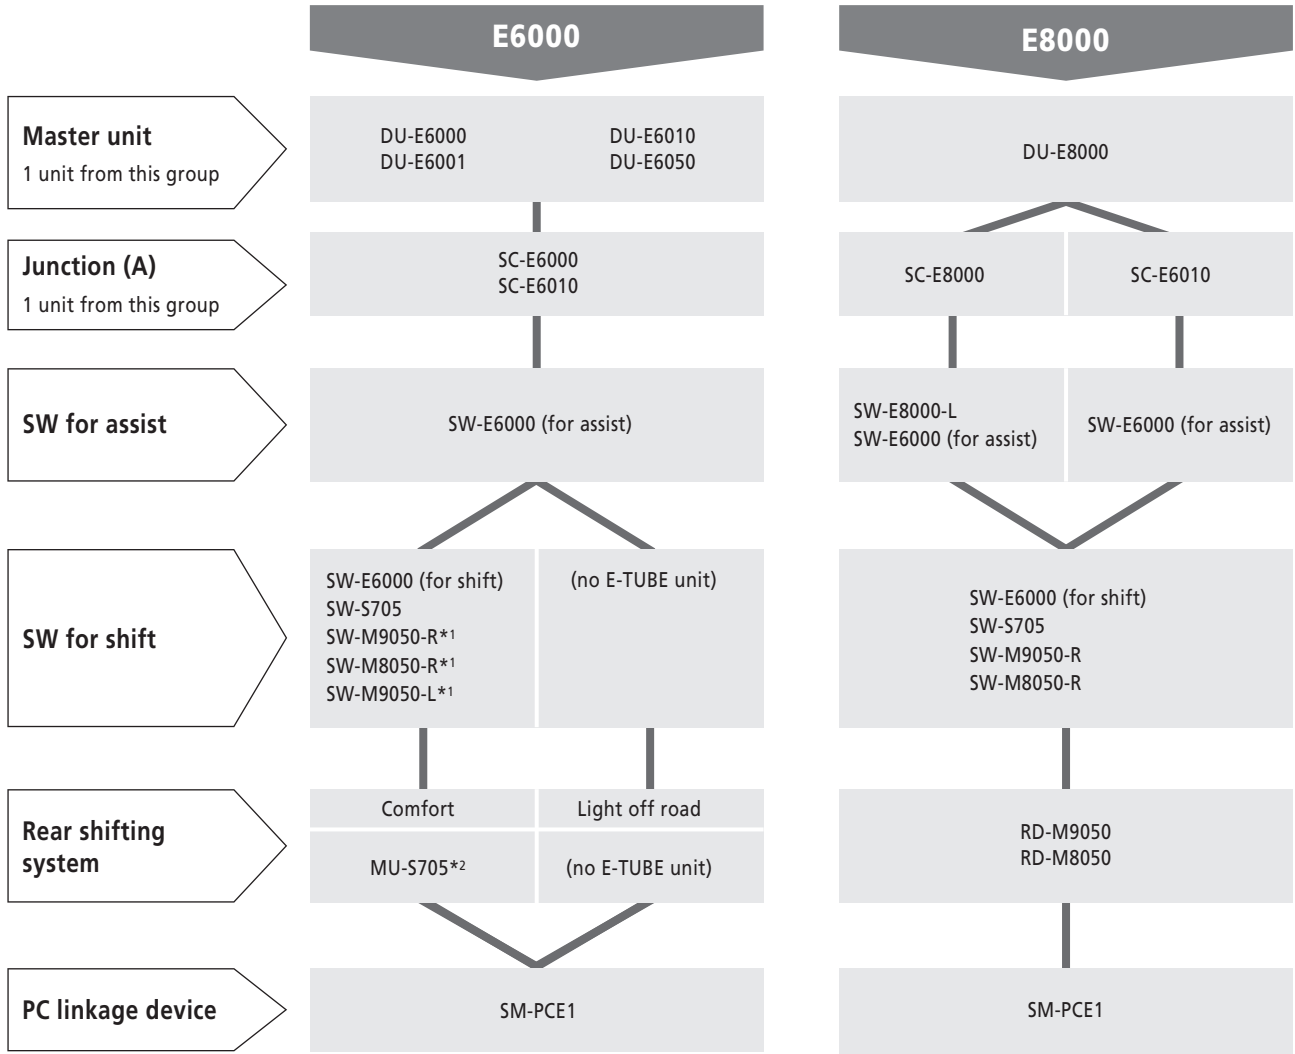 E6000
E8000
Master unit
1 unit from this group
DU-E6000
DU-E6001
DU-E6010
DU-E6050
DU-E8000
Junction (A)
1 unit from this group
SC-E6000
SC-E6010
SC-E8000
SC-E6010
SW for assist
SW-E6000 (for assist)
SW-E8000-L
SW-E6000 (for assist)
SW-E6000 (for assist)
SW for shift
SW-E6000 (for shift)
SW-S705
SW-M9050-R*1
SW-M8050-R*1
SW-M9050-L*1
(no E-TUBE unit)
SW-E6000 (for shift)
SW-S705
SW-M9050-R
SW-M8050-R
Rear shifting
system
Comfort
MU-S705*2
Light off road
(no E-TUBE unit)
RD-M9050
RD-M8050
PC linkage device
SM-PCE1
SM-PCE1